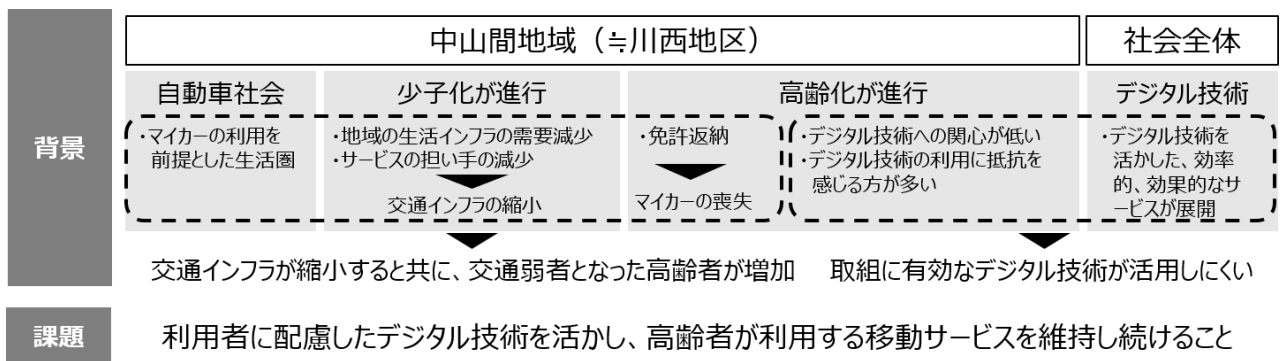 中山間地域（≒川西地区）
社会全体
背景
自動車社会
・マイカーの利用を
前提とした生活圏
少子化が進行
・地域の生活インフラの需要減少
・サービスの担い手の減少
交通インフラの縮小
高齢化が進行
・免許返納
マイカーの喪失
・デジタル技術への関心が低い
・デジタル技術の利用に抵抗を
感じる方が多い
デジタル技術
・デジタル技術を
活かした、効率
的、効果的なサ
ービスが展開
交通インフラが縮小すると共に、交通弱者となった高齢者が増加
取組に有効なデジタル技術が活用しにくい
課題
利用者に配慮したデジタル技術を活かし、高齢者が利用する移動サービスを維持し続けること